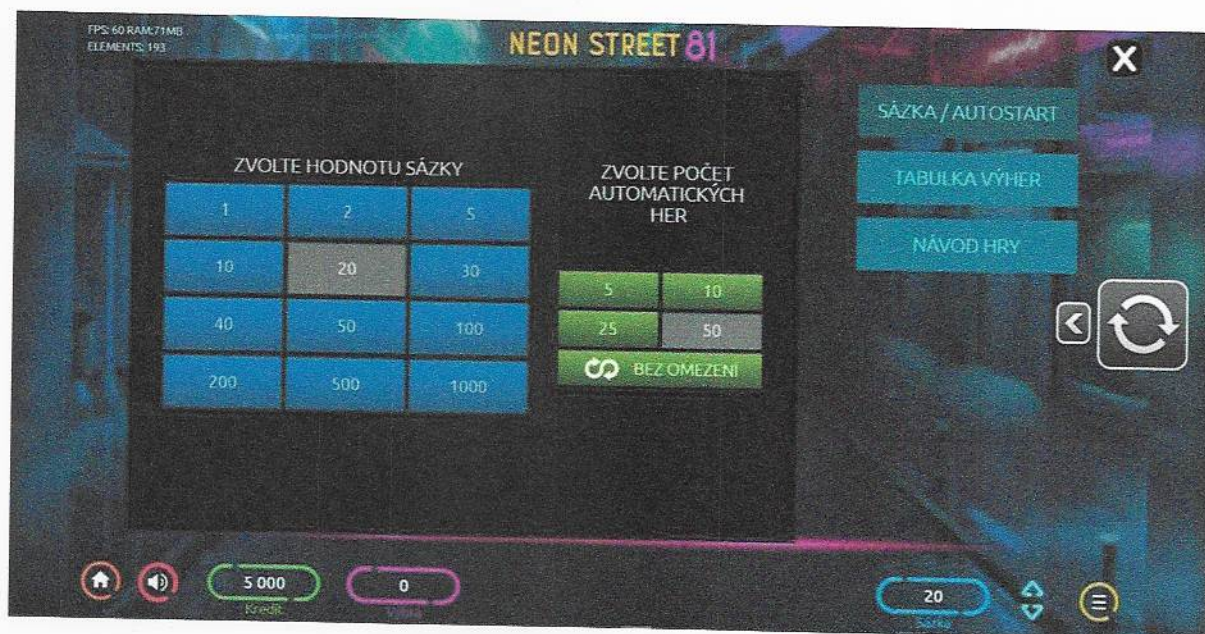 FPS: 60 RAM:71MB
ELEMENTS: 193
NEON STREET 81
X
SÁZKA / AUTOSTART
TABULKA VÝHER
NÁVOD HRY
ZVOLTE HODNOTU SÁZKY
1 2 5
10 20 30
40 50 100
200 500 1000
ZVOLTE POČET
AUTOMATICKÝCH
HER
5 10
25 50
BEZ OMEZENÍ
5 000
Kredit
0
20
Sázka